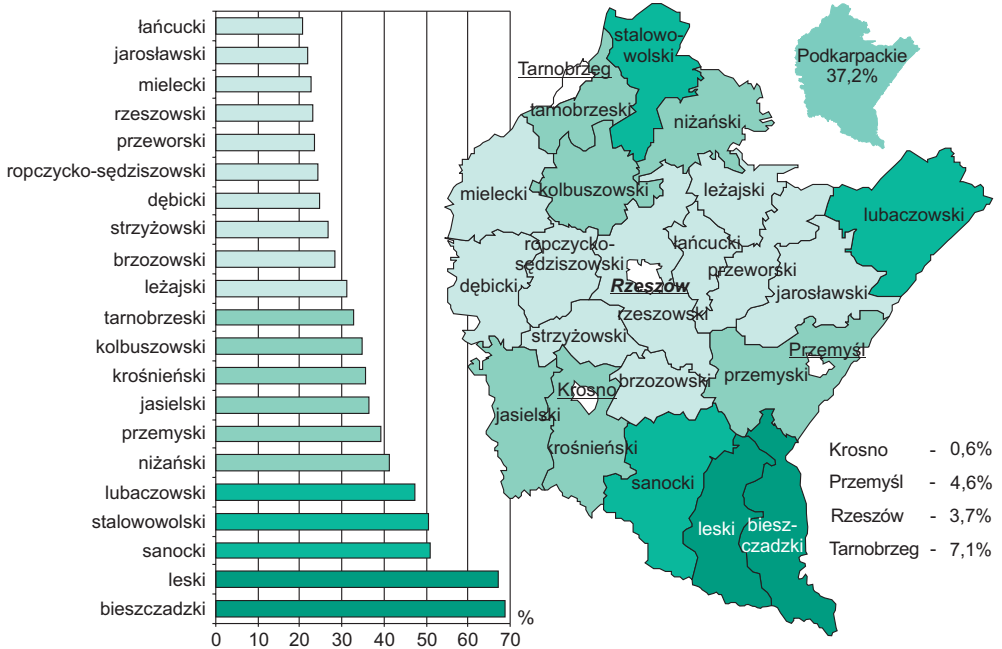 łańcucki
jarosławski
mielecki
rzeszowski
przeworski
ropczycko-sędziszowski
dębicki
strzyżowski
brzozowski
leżajski
tarnobrzeski
kolbuszowski
krośnieński
jasielski
przemyski
niżański
lubaczowski
stalowowolski
sanocki
leski
bieszczadzki
0 10 20 30 40 50 60 70
%
stalowo-
wolski
Tarnobrzeg
tarnobrzeski
niżański
mielecki
kolbuszowski
leżajski
lubaczowski
ropczycko-
sędziszowski
łańcucki
przeworski
dębicki
Rzeszów
jarosławski
rzeszowski
strzyżowski
Przemyśl
brzozowski
przemyski
Krosno
jasielski
krośnieński
sanocki
leski
biesz-
czadzki
Podkarpackie
37,2%
Krosno - 0,6%
Przemyśl - 4,6%
Rzeszów - 3,7%
Tarnobrzeg - 7,1%